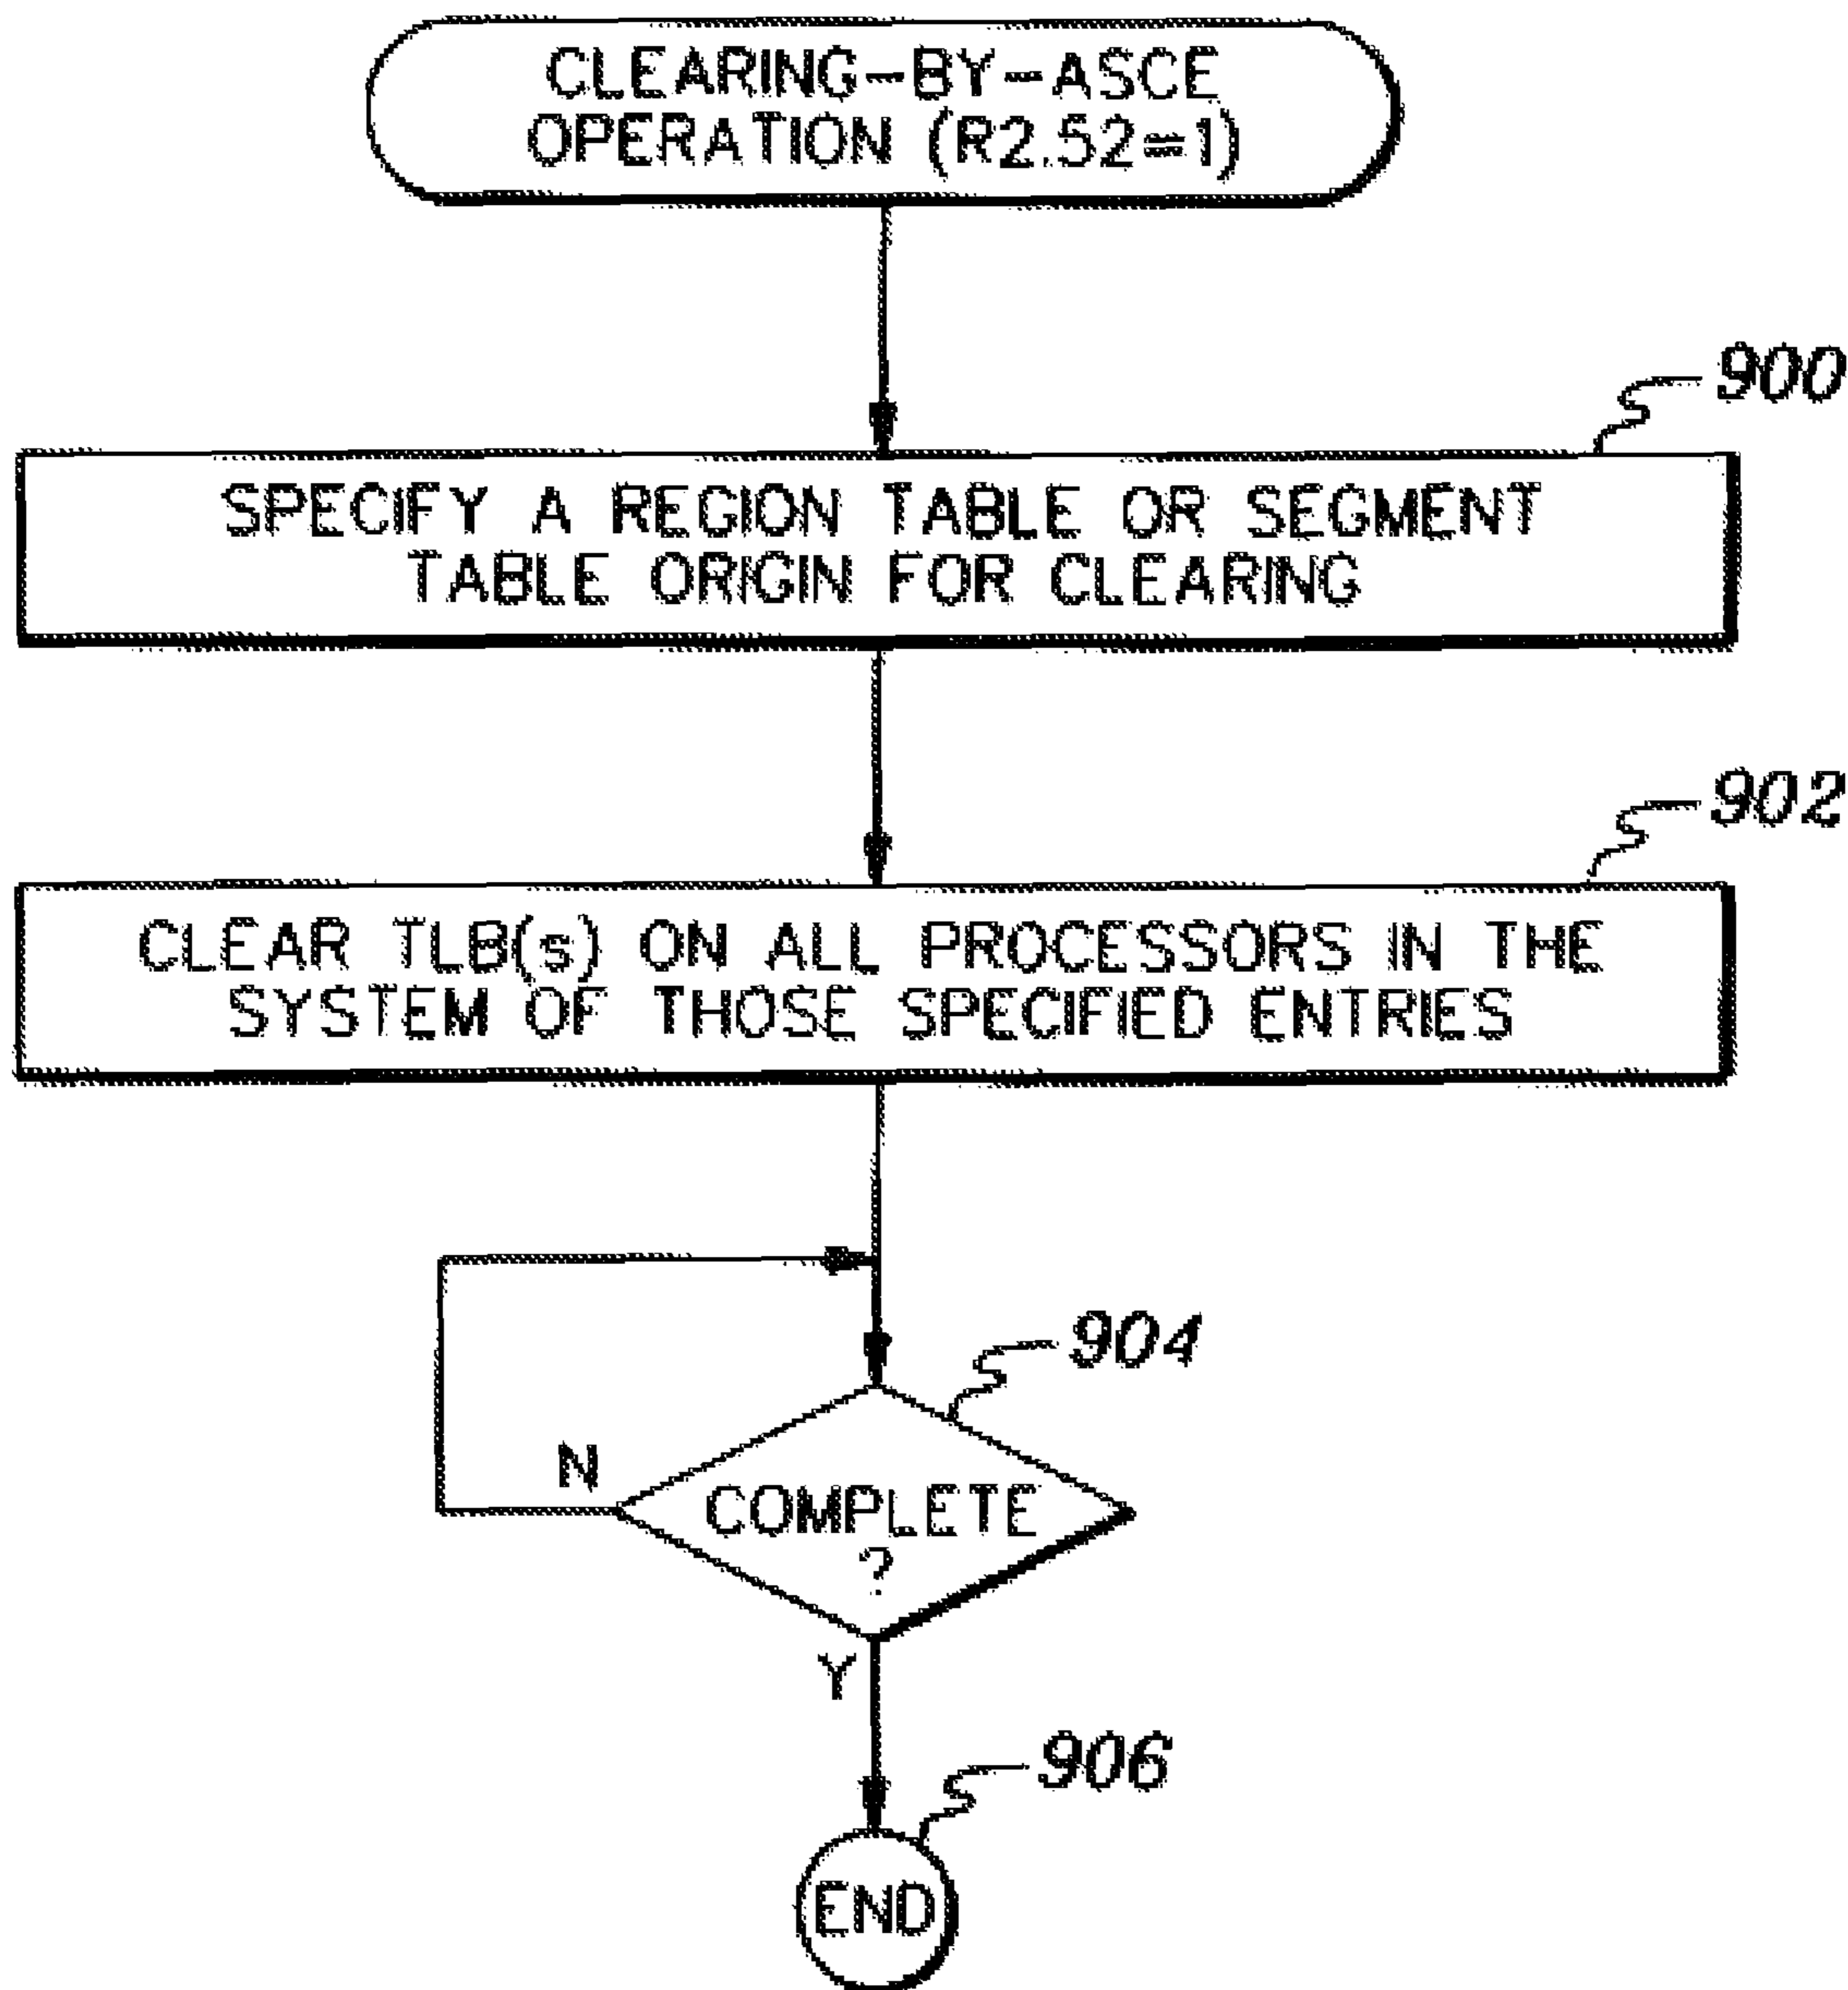 CLEARING-BY-ASCE
OPERATION (R2.52=1)
900
SPECIFY A REGION TABLE OR SEGMENT
TABLE ORIGIN FOR CLEARING
902
CLEAR TLB(s) ON ALL PROCESSORS IN THE
SYSTEM OF THOSE SPECIFIED ENTRIES
904
N
COMPLETE
?
Y
906
END